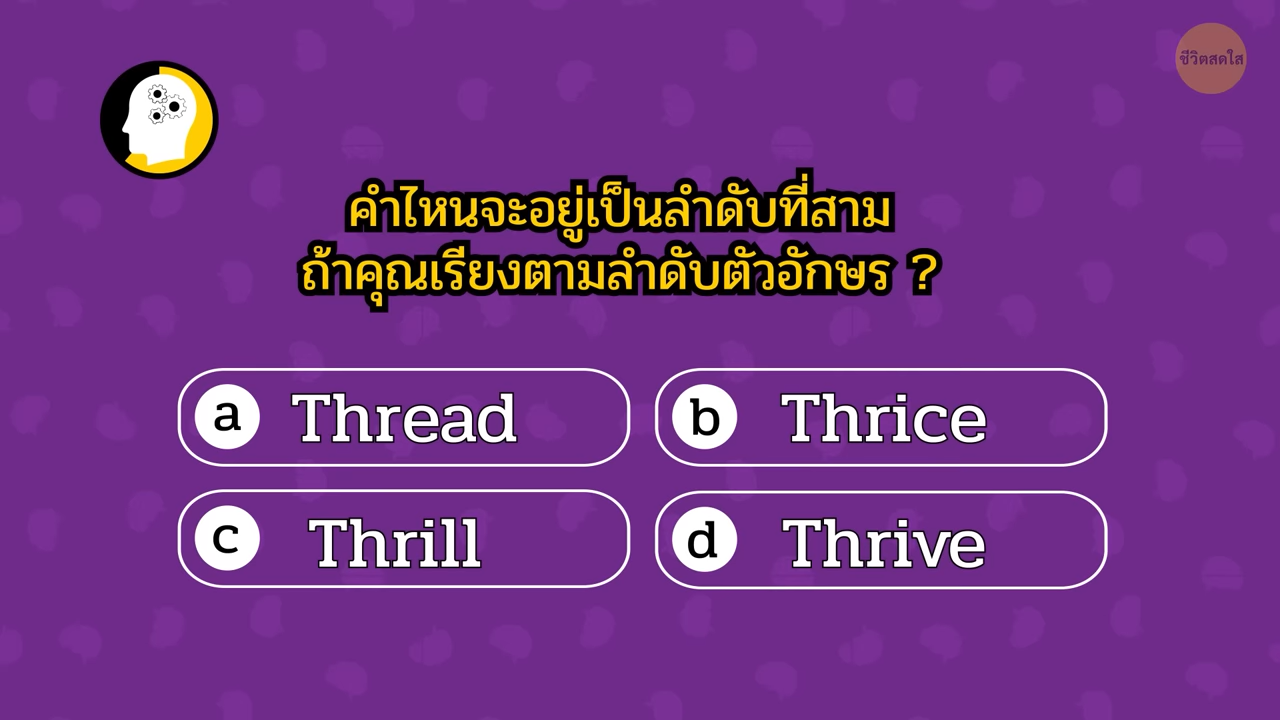 ชีวิตสดใส
คำไหนจะอยู่เป็นลำดับที่สาม
ถ้าคุณเรียงตามลำดับตัวอักษร ?
a Thread
b Thrice
c Thrill
d Thrive